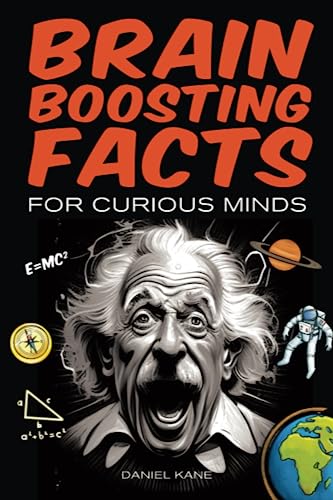 BRAIN
BOOSTING
FACTS
FOR CURIOUS MINDS
E=MC²
a
c
b
a²+b²=c²
DANIEL KANE